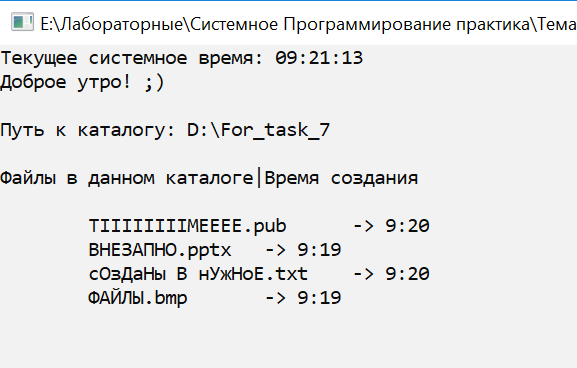 E:\Лабораторные\Системное Программирование практика\Тема
Текущее системное время: 09:21:13
Доброе утро! ;)
Путь к каталогу: D:\For_task_7
Файлы в данном каталоге|Время создания
TIIIIIIIIMEEEE.pub -> 9:20
ВНЕЗАПНО.pptx -> 9:19
сОзДаНы В нУжНоЕ.txt -> 9:20
ФАЙЛЫ.bmp -> 9:19